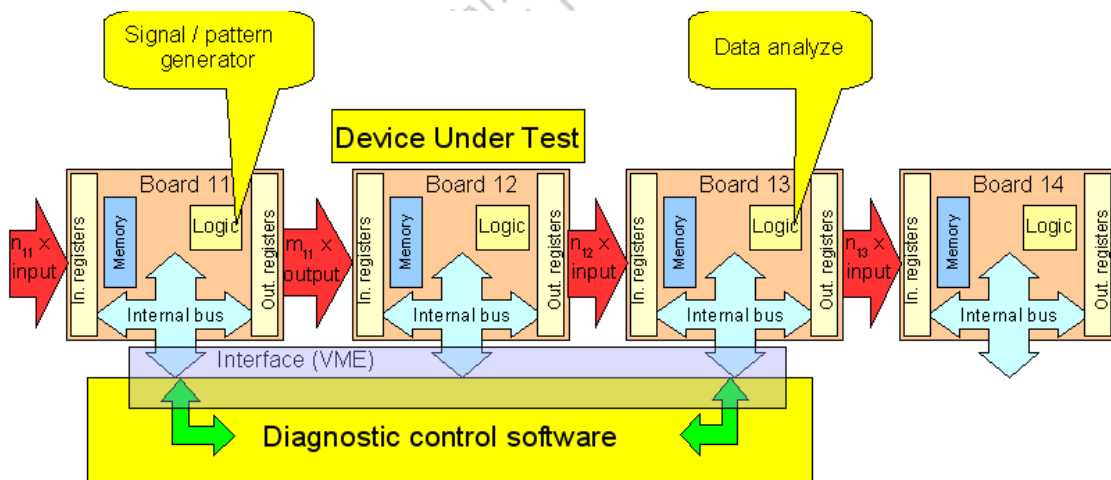 Signal / pattern
generator
Data analyze
Device Under Test
Board 11
In. registers
Memory
Logic
Out. registers
Internal bus
n11 x
input
m11 x
output
Board 12
In. registers
Memory
Logic
Out. registers
Internal bus
n12 x
input
Board 13
In. registers
Memory
Logic
Out. registers
Internal bus
n13 x
input
Board 14
In. registers
Memory
Logic
Out. registers
Internal bus
Interface (VME)
Diagnostic control software